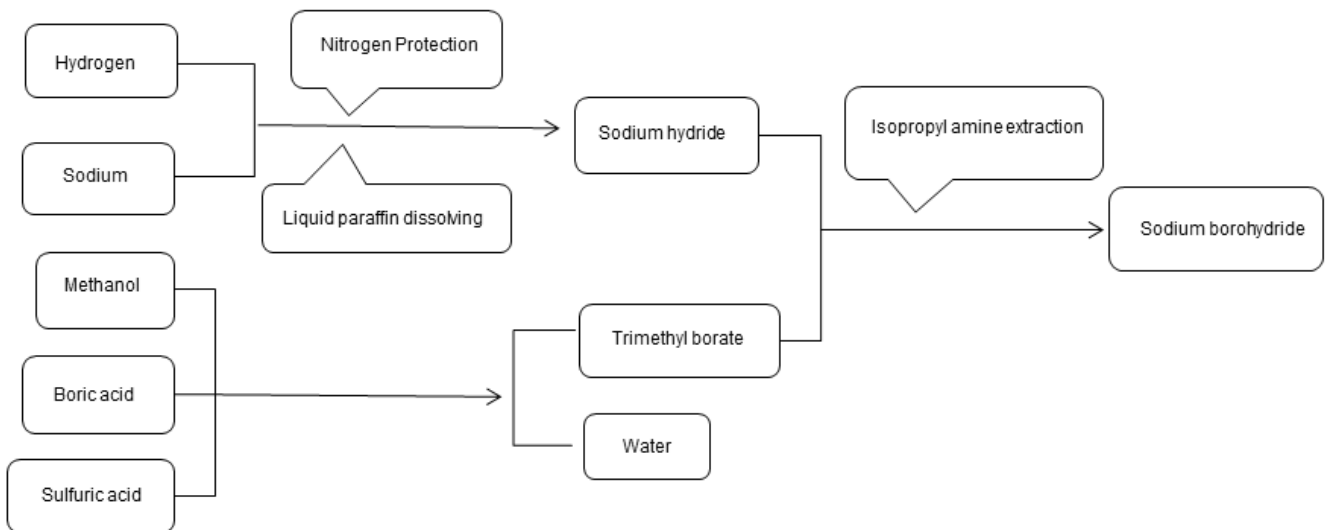 Hydrogen
Nitrogen Protection
Sodium hydride
Isopropyl amine extraction
Sodium
Liquid paraffin dissolving
Sodium borohydride
Methanol
Trimethyl borate
Boric acid
Water
Sulfuric acid